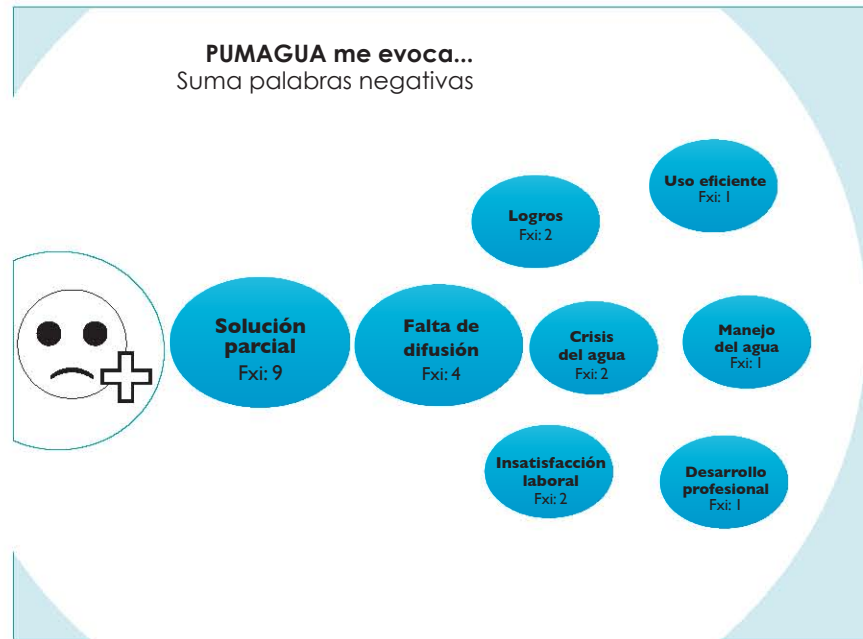 PUMAGUA me evoca...
Suma palabras negativas
Uso eficiente
Fxi: 1
Logros
Fxi: 2
Solución
parcial
Fxi: 9
Falta de
difusión
Fxi: 4
Crisis
del agua
Fxi: 2
Manejo
del agua
Fxi: 1
Insatisfacción
laboral
Fxi: 2
Desarrollo
profesional
Fxi: 1